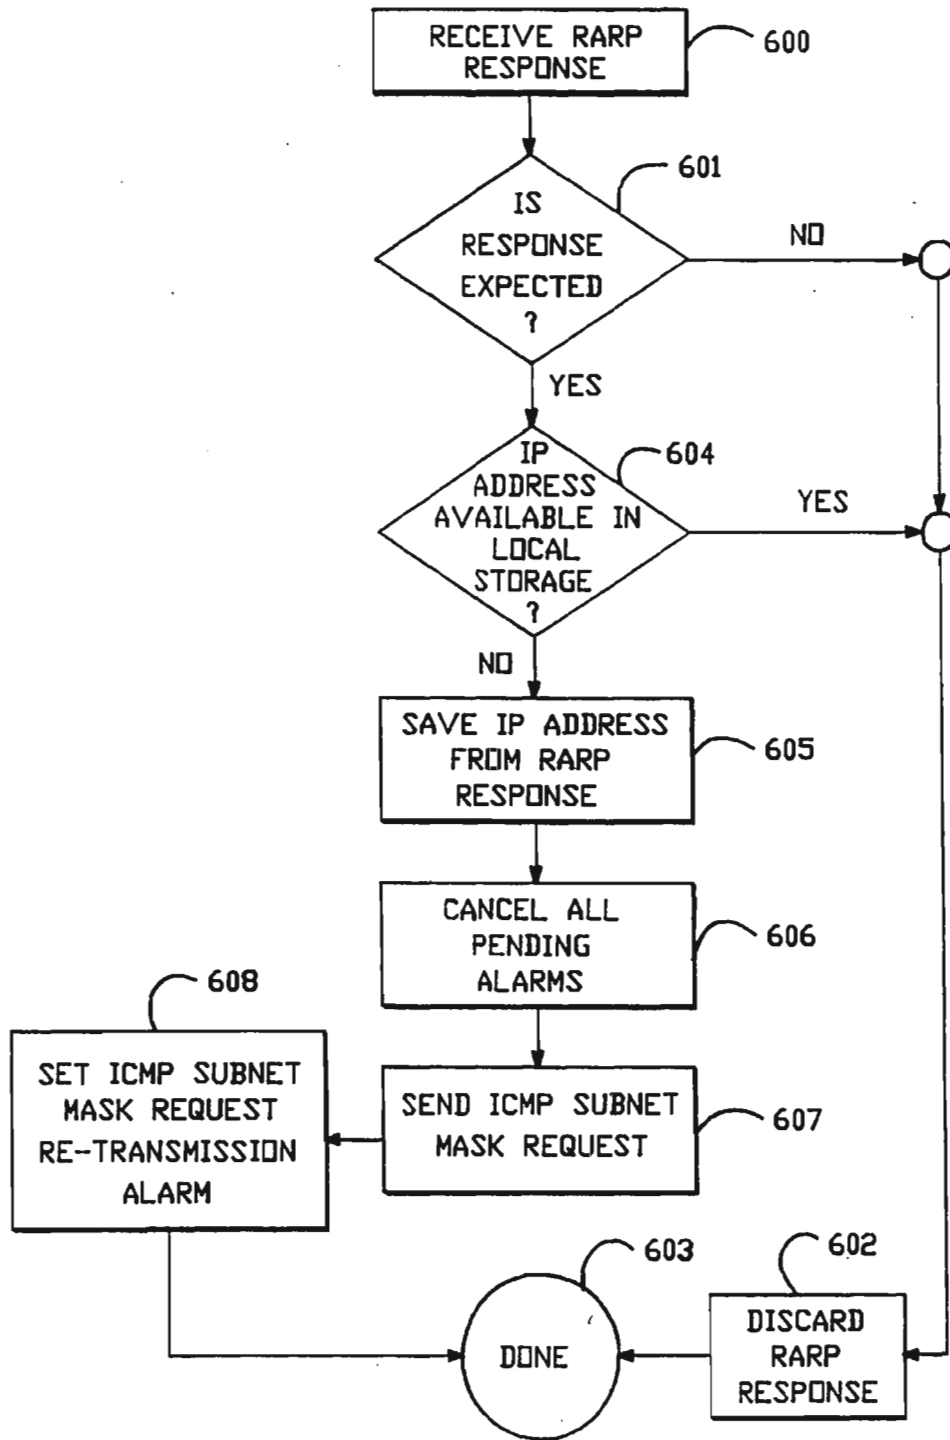 RECEIVE RARP
RESPONSE
600
601
IS
RESPONSE
EXPECTED
?
NO
YES
604
IP
ADDRESS
AVAILABLE IN
LOCAL
STORAGE
?
YES
NO
SAVE IP ADDRESS
FROM RARP
RESPONSE
605
CANCEL ALL
PENDING
ALARMS
606
608
SET ICMP SUBNET
MASK REQUEST
RE-TRANSMISSION
ALARM
SEND ICMP SUBNET
MASK REQUEST
607
603
DONE
602
DISCARD
RARP
RESPONSE